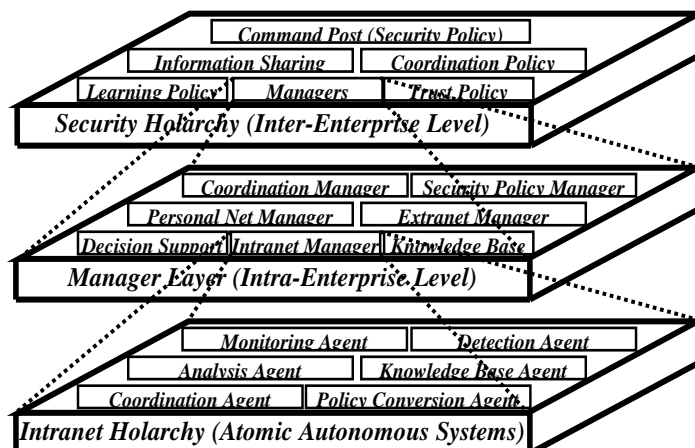 Command Post (Security Policy)
Information Sharing Coordination Policy
Learning Policy Managers Trust Policy
Security Holarchy (Inter-Enterprise Level)
Coordination Manager Security Policy Manager
Personal Net Manager Extranet Manager
Decision Support Intranet Manager Knowledge Base
Manager Layer (Intra-Enterprise Level)
Monitoring Agent Detection Agent
Analysis Agent Knowledge Base Agent
Coordination Agent Policy Conversion Agent
Intranet Holarchy (Atomic Autonomous Systems)